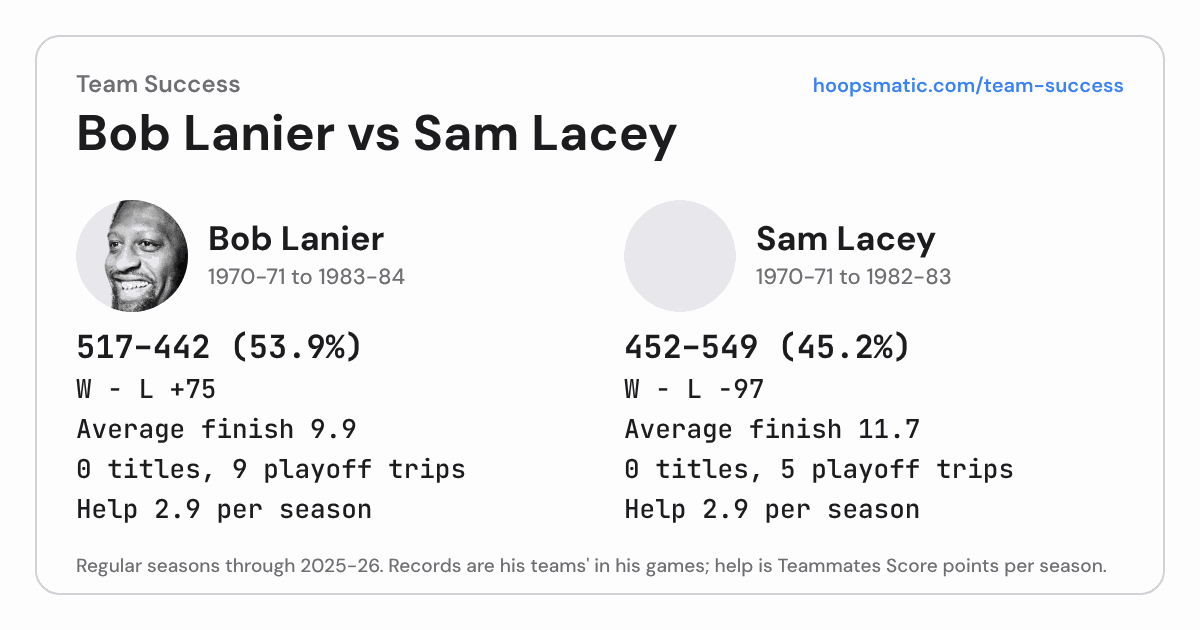 Team Success
hoopsmatic.com/team-success
Bob Lanier vs Sam Lacey
Bob Lanier
1970-71 to 1983-84
517-442 (53.9%)
W - L +75
Average finish 9.9
0 titles, 9 playoff trips
Help 2.9 per season
Sam Lacey
1970-71 to 1982-83
452-549 (45.2%)
W - L -97
Average finish 11.7
0 titles, 5 playoff trips
Help 2.9 per season
Regular seasons through 2025-26. Records are his teams' in his games; help is Teammates Score points per season.